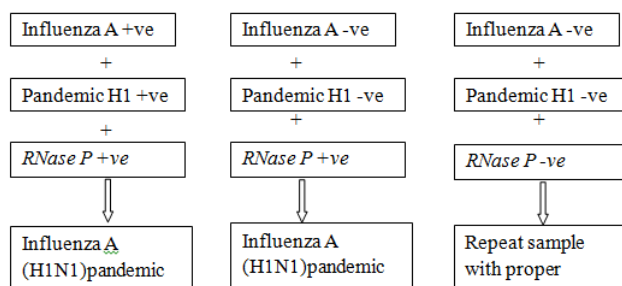 Influenza A +ve
+
Pandemic H1 +ve
+
RNase P +ve
Influenza A
(H1N1)pandemic
Influenza A -ve
+
Pandemic H1 -ve
+
RNase P +ve
Influenza A
(H1N1)pandemic
Influenza A -ve
+
Pandemic H1 -ve
+
RNase P -ve
Repeat sample
with proper